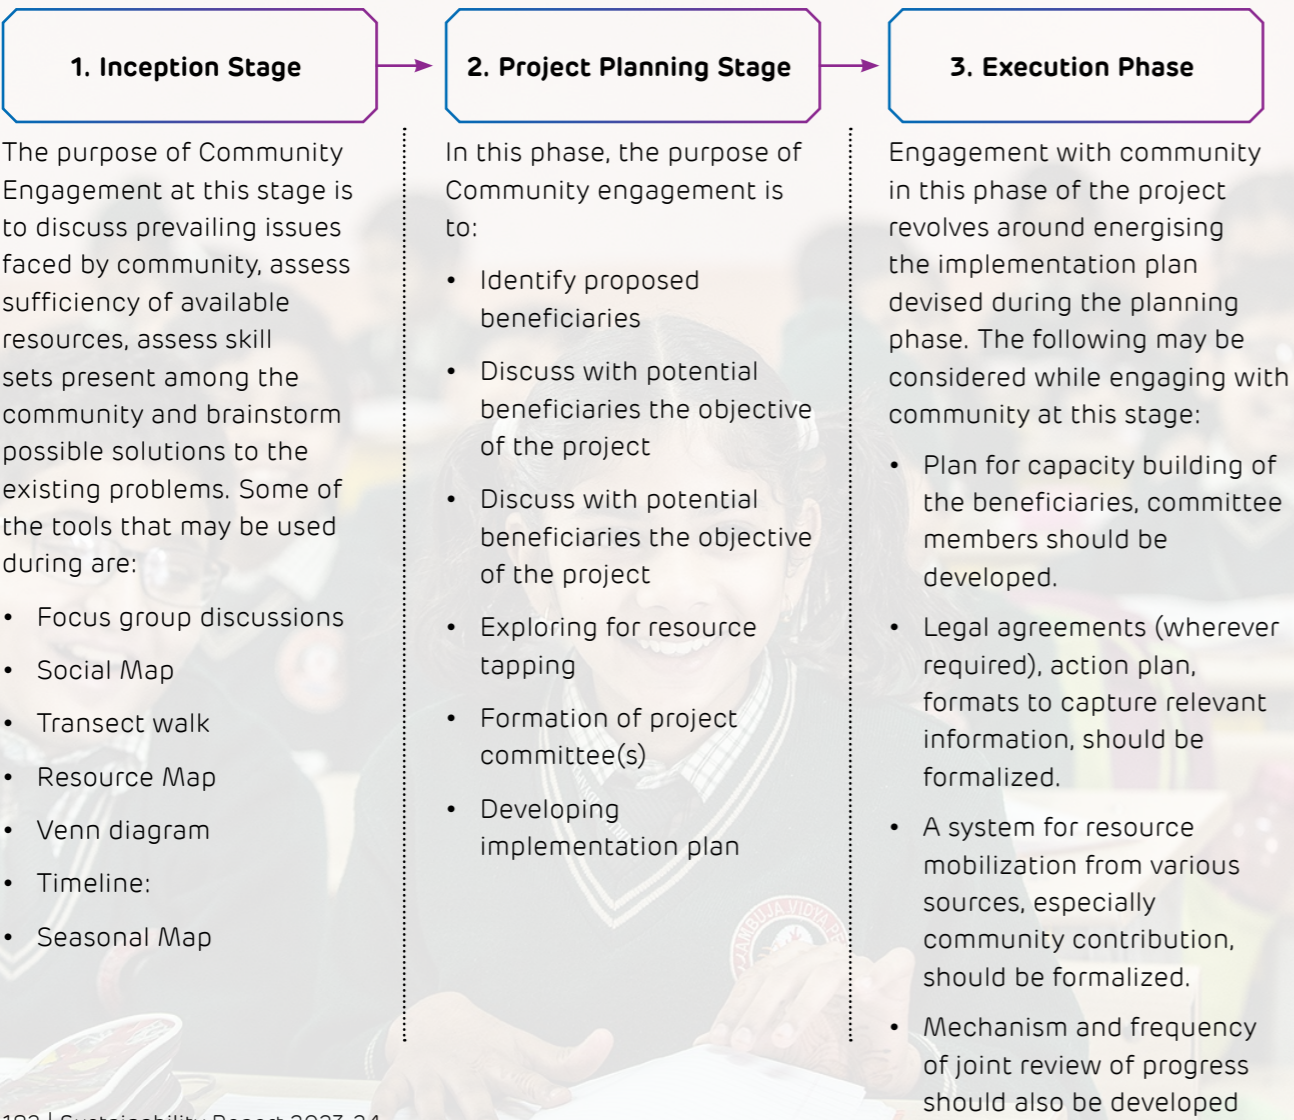 1. Inception Stage
2. Project Planning Stage
3. Execution Phase
The purpose of Community
Engagement at this stage is
to discuss prevailing issues
faced by community, assess
sufficiency of available
resources, assess skill
sets present among the
community and brainstorm
possible solutions to the
existing problems. Some of
the tools that may be used
during are:
• Focus group discussions
• Social Map
• Transect walk
• Resource Map
• Venn diagram
• Timeline:
• Seasonal Map
In this phase, the purpose of
Community engagement is
to:
• Identify proposed
beneficiaries
• Discuss with potential
beneficiaries the objective
of the project
• Discuss with potential
beneficiaries the objective
of the project
• Exploring for resource
tapping
• Formation of project
committee(s)
• Developing
implementation plan
Engagement with community
in this phase of the project
revolves around energising
the implementation plan
devised during the planning
phase. The following may be
considered while engaging with
community at this stage:
• Plan for capacity building of
the beneficiaries, committee
members should be
developed.
• Legal agreements (wherever
required), action plan,
formats to capture relevant
information, should be
formalized.
• A system for resource
mobilization from various
sources, especially
community contribution,
should be formalized.
• Mechanism and frequency
of joint review of progress
should also be developed
AMBUJA VIDYA PE
| Sustainability Report 2023-24